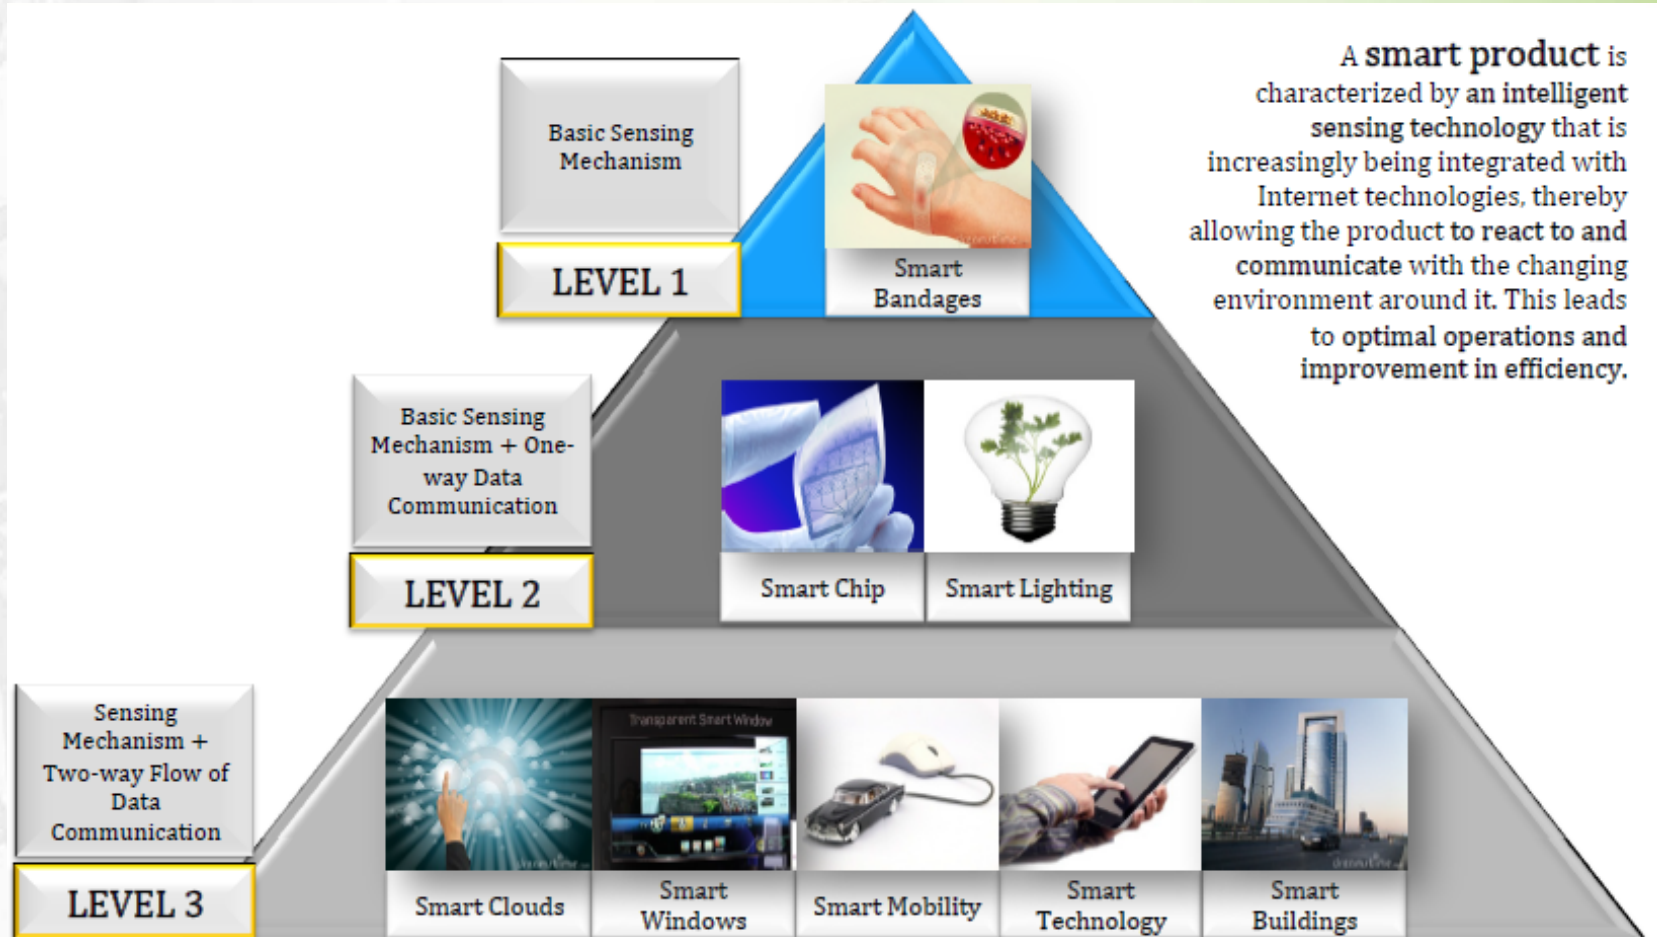 A smart product is
characterized by an intelligent
sensing technology that is
increasingly being integrated with
Internet technologies, thereby
allowing the product to react to and
communicate with the changing
environment around it. This leads
to optimal operations and
improvement in efficiency.
Basic Sensing
Mechanism
LEVEL 1
Smart
Bandages
Basic Sensing
Mechanism + One-
way Data
Communication
LEVEL 2
Smart Chip
Smart Lighting
Sensing
Mechanism +
Two-way Flow of
Data
Communication
LEVEL 3
Transparent Smart Window
Smart Clouds
Smart
Windows
Smart Mobility
Smart
Technology
Smart
Buildings